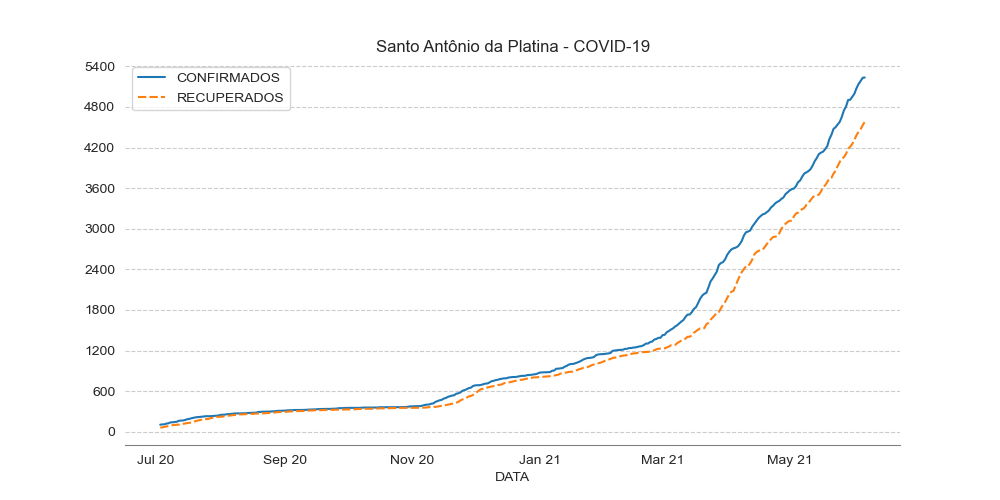 Santo Antônio da Platina - COVID-19
CONFIRMADOS
RECUPERADOS
5400
4800
4200
3600
3000
2400
1800
1200
600
0
Jul 20 Sep 20 Nov 20 Jan 21 Mar 21 May 21
DATA